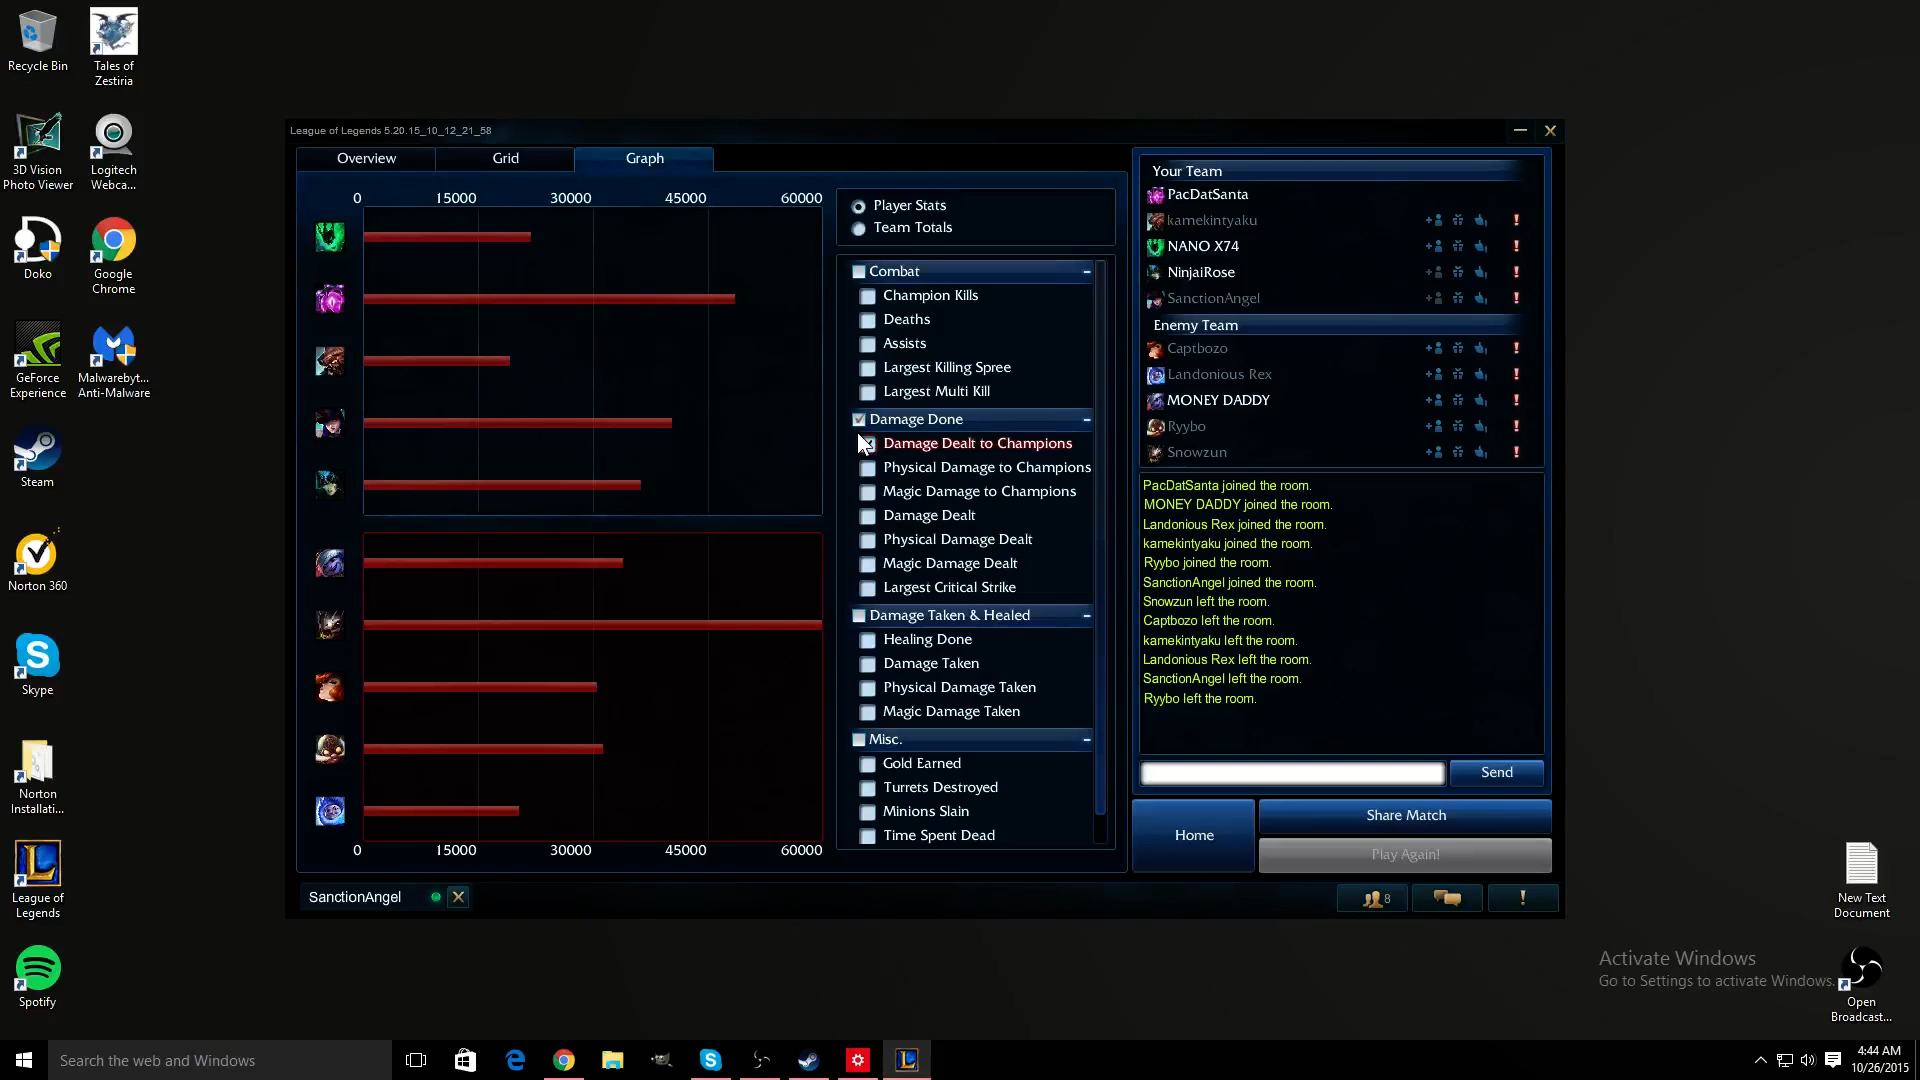 Recycle Bin
Tales of
Zestiria
3D Vision
Photo Viewer
Logitech
Webca...
Doko
Google
Chrome
GeForce
Experience
Malwarebyt...
Anti-Malware
Steam
Norton 360
Skype
Norton
Installati...
League of
Legends
Spotify
League of Legends 5.20.15_10_12_21_58
Overview
Grid
Graph
0 15000 30000 45000 60000
0 15000 30000 45000 60000
Player Stats
Team Totals
Combat
Champion Kills
Deaths
Assists
Largest Killing Spree
Largest Multi Kill
Damage Done
Damage Dealt to Champions
Physical Damage to Champions
Magic Damage to Champions
Damage Dealt
Physical Damage Dealt
Magic Damage Dealt
Largest Critical Strike
Damage Taken & Healed
Healing Done
Damage Taken
Physical Damage Taken
Magic Damage Taken
Misc.
Gold Earned
Turrets Destroyed
Minions Slain
Time Spent Dead
Your Team
PacDatSanta
kamekintyaku
NANO X74
NinjaiRose
SanctionAngel
Enemy Team
Captbozo
Landonious Rex
MONEY DADDY
Ryybo
Snowzun
PacDatSanta joined the room.
MONEY DADDY joined the room.
Landonious Rex joined the room.
kamekintyaku joined the room.
Ryybo joined the room.
SanctionAngel joined the room.
Snowzun left the room.
Captbozo left the room.
kamekintyaku left the room.
Landonious Rex left the room.
SanctionAngel left the room.
Ryybo left the room.
Send
Home
Share Match
Play Again!
SanctionAngel
8
New Text
Document
Activate Windows
Go to Settings to activate Windows.
Open
Broadcast...
Search the web and Windows
4:44 AM
10/26/2015